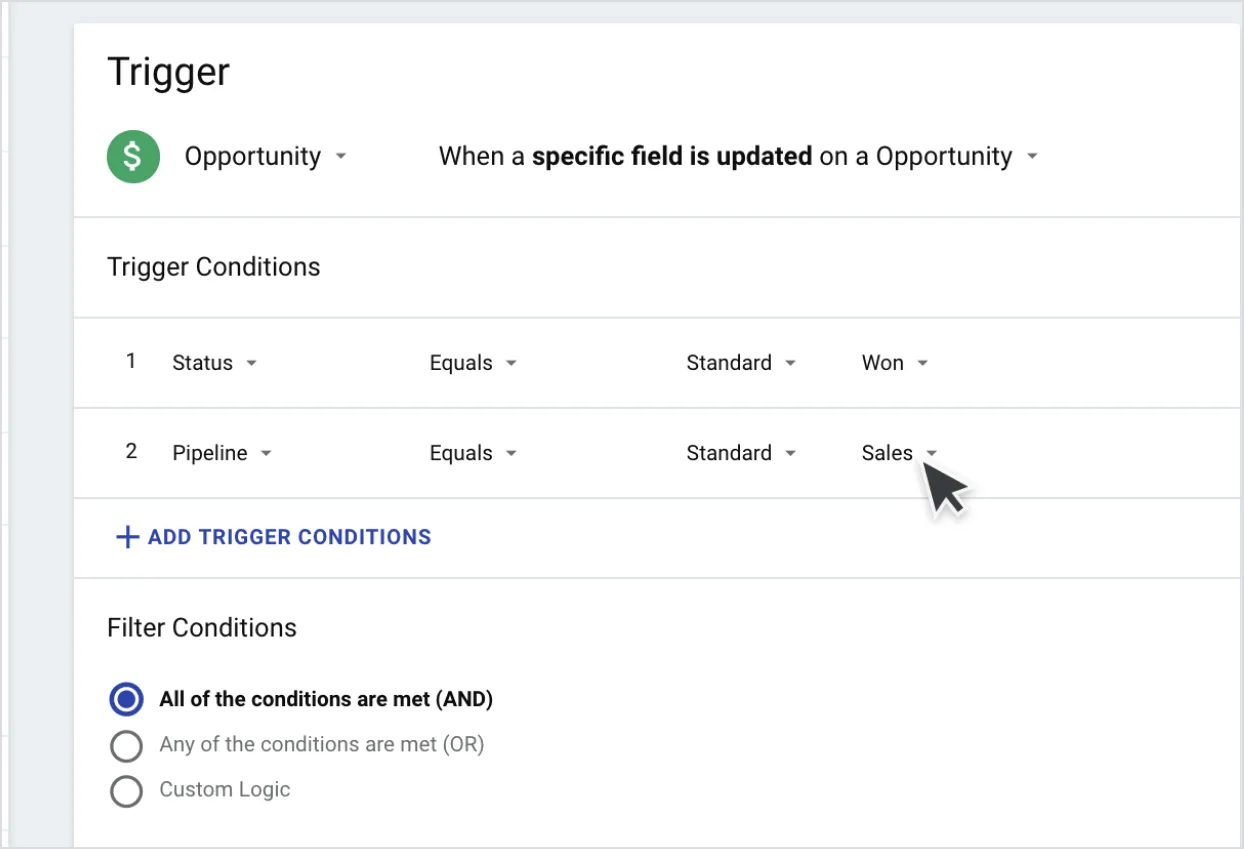 Trigger
$ Opportunity When a specific field is updated on a Opportunity
Trigger Conditions
1 Status Equals Standard Won
2 Pipeline Equals Standard Sales
+ ADD TRIGGER CONDITIONS
Filter Conditions
All of the conditions are met (AND)
Any of the conditions are met (OR)
Custom Logic